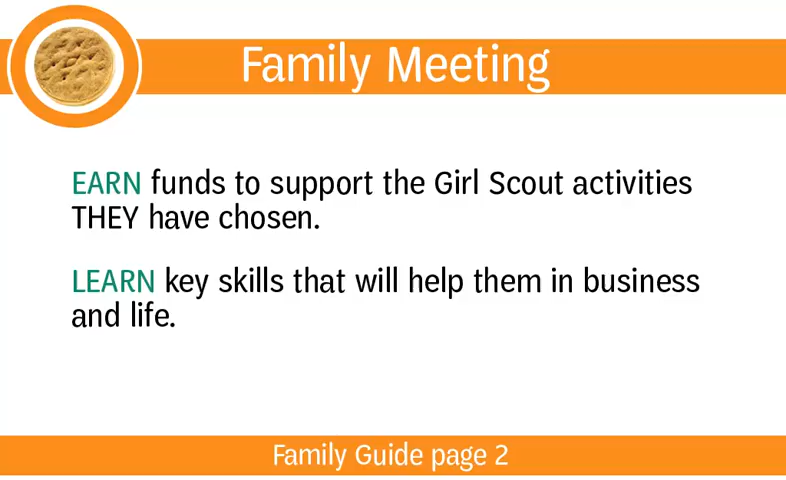 Family Meeting
EARN funds to support the Girl Scout activities
THEY have chosen.
LEARN key skills that will help them in business
and life.
Family Guide page 2